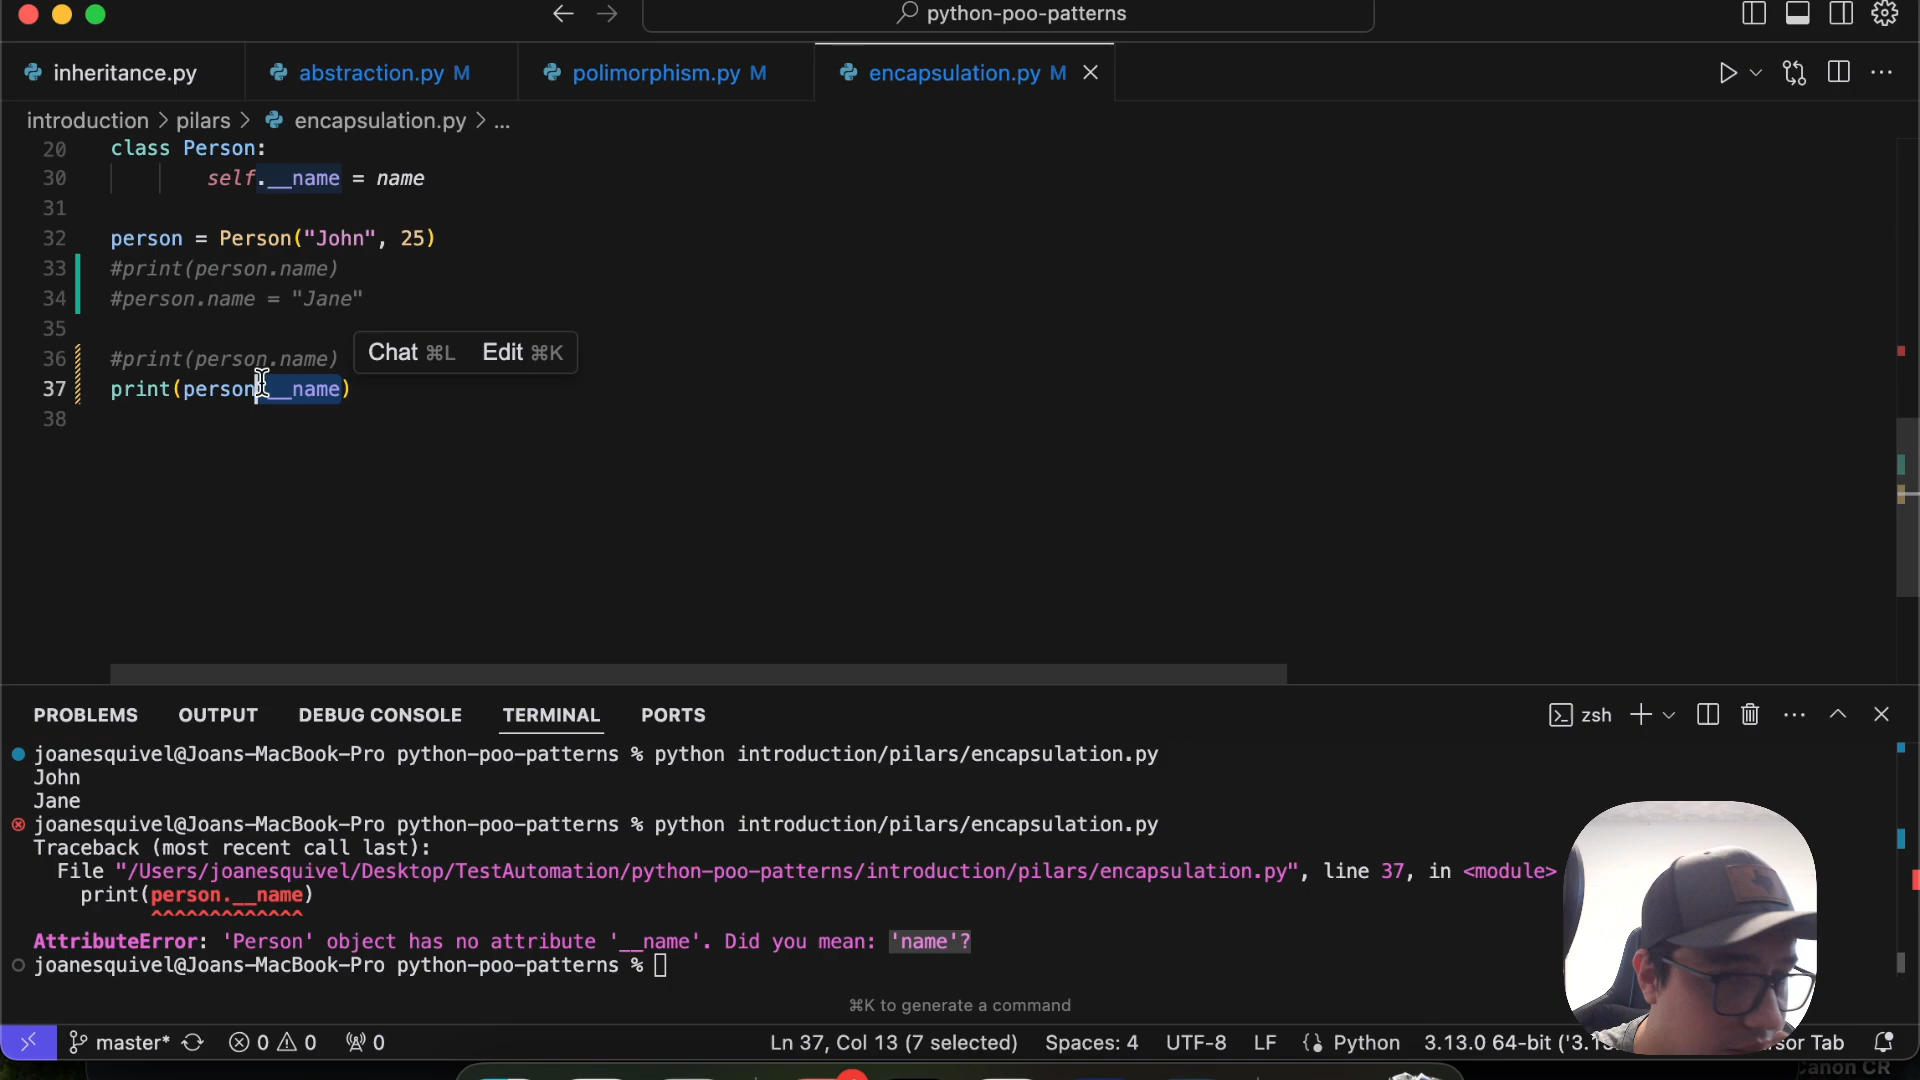 python-poo-patterns
inheritance.py
abstraction.py M
polimorphism.py M
encapsulation.py M
introduction > pilars > encapsulation.py > ...
20 class Person:
30 self.__name = name
31
32 person = Person("John", 25)
33 #print(person.name)
34 #person.name = "Jane"
35
Chat ⌘L Edit ⌘K
36 #print(person.name)
37 print(person.__name)
38
PROBLEMS OUTPUT DEBUG CONSOLE TERMINAL PORTS
zsh
joanesquivel@Joans-MacBook-Pro python-poo-patterns % python introduction/pilars/encapsulation.py
John
Jane
joanesquivel@Joans-MacBook-Pro python-poo-patterns % python introduction/pilars/encapsulation.py
Traceback (most recent call last):
File "/Users/joanesquivel/Desktop/TestAutomation/python-poo-patterns/introduction/pilars/encapsulation.py", line 37, in <module>
print(person.__name)
^^^^^^^^^^^^^
AttributeError: 'Person' object has no attribute '__name'. Did you mean: 'name'?
joanesquivel@Joans-MacBook-Pro python-poo-patterns %
⌘K to generate a command
master* 0 0 0 Ln 37, Col 13 (7 selected) Spaces: 4 UTF-8 LF Python 3.13.0 64-bit ('3.1 Tab
CR